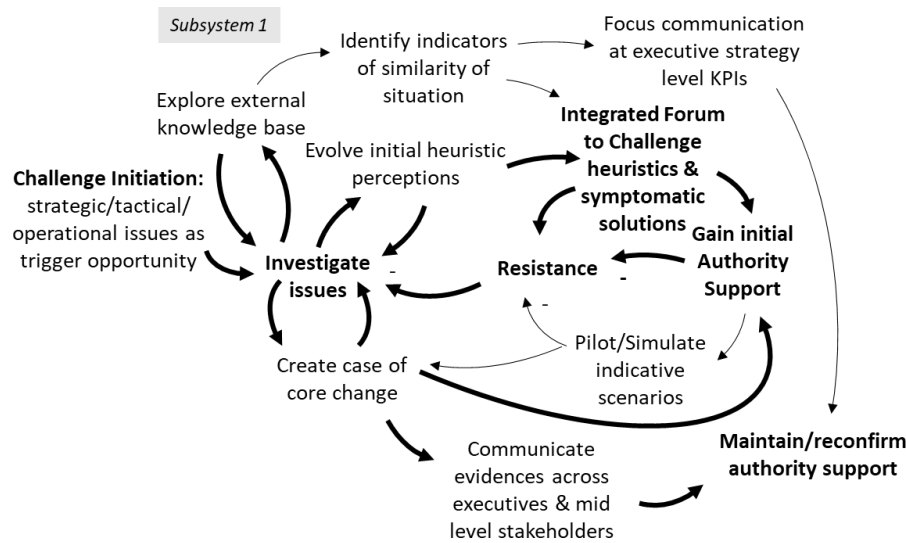 Subsystem 1
Identify indicators
of similarity of
situation
Focus communication
at executive strategy
level KPIs
Explore external
knowledge base
Evolve initial heuristic
perceptions
Integrated Forum
to Challenge
heuristics &
symptomatic
solutions
Challenge Initiation:
strategic/tactical/
operational issues as
trigger opportunity
Investigate
issues
-
Resistance
-
-
Gain initial
Authority
Support
Create case of
core change
Pilot/Simulate
indicative
scenarios
Communicate
evidences across
executives & mid
level stakeholders
Maintain/reconfirm
authority support